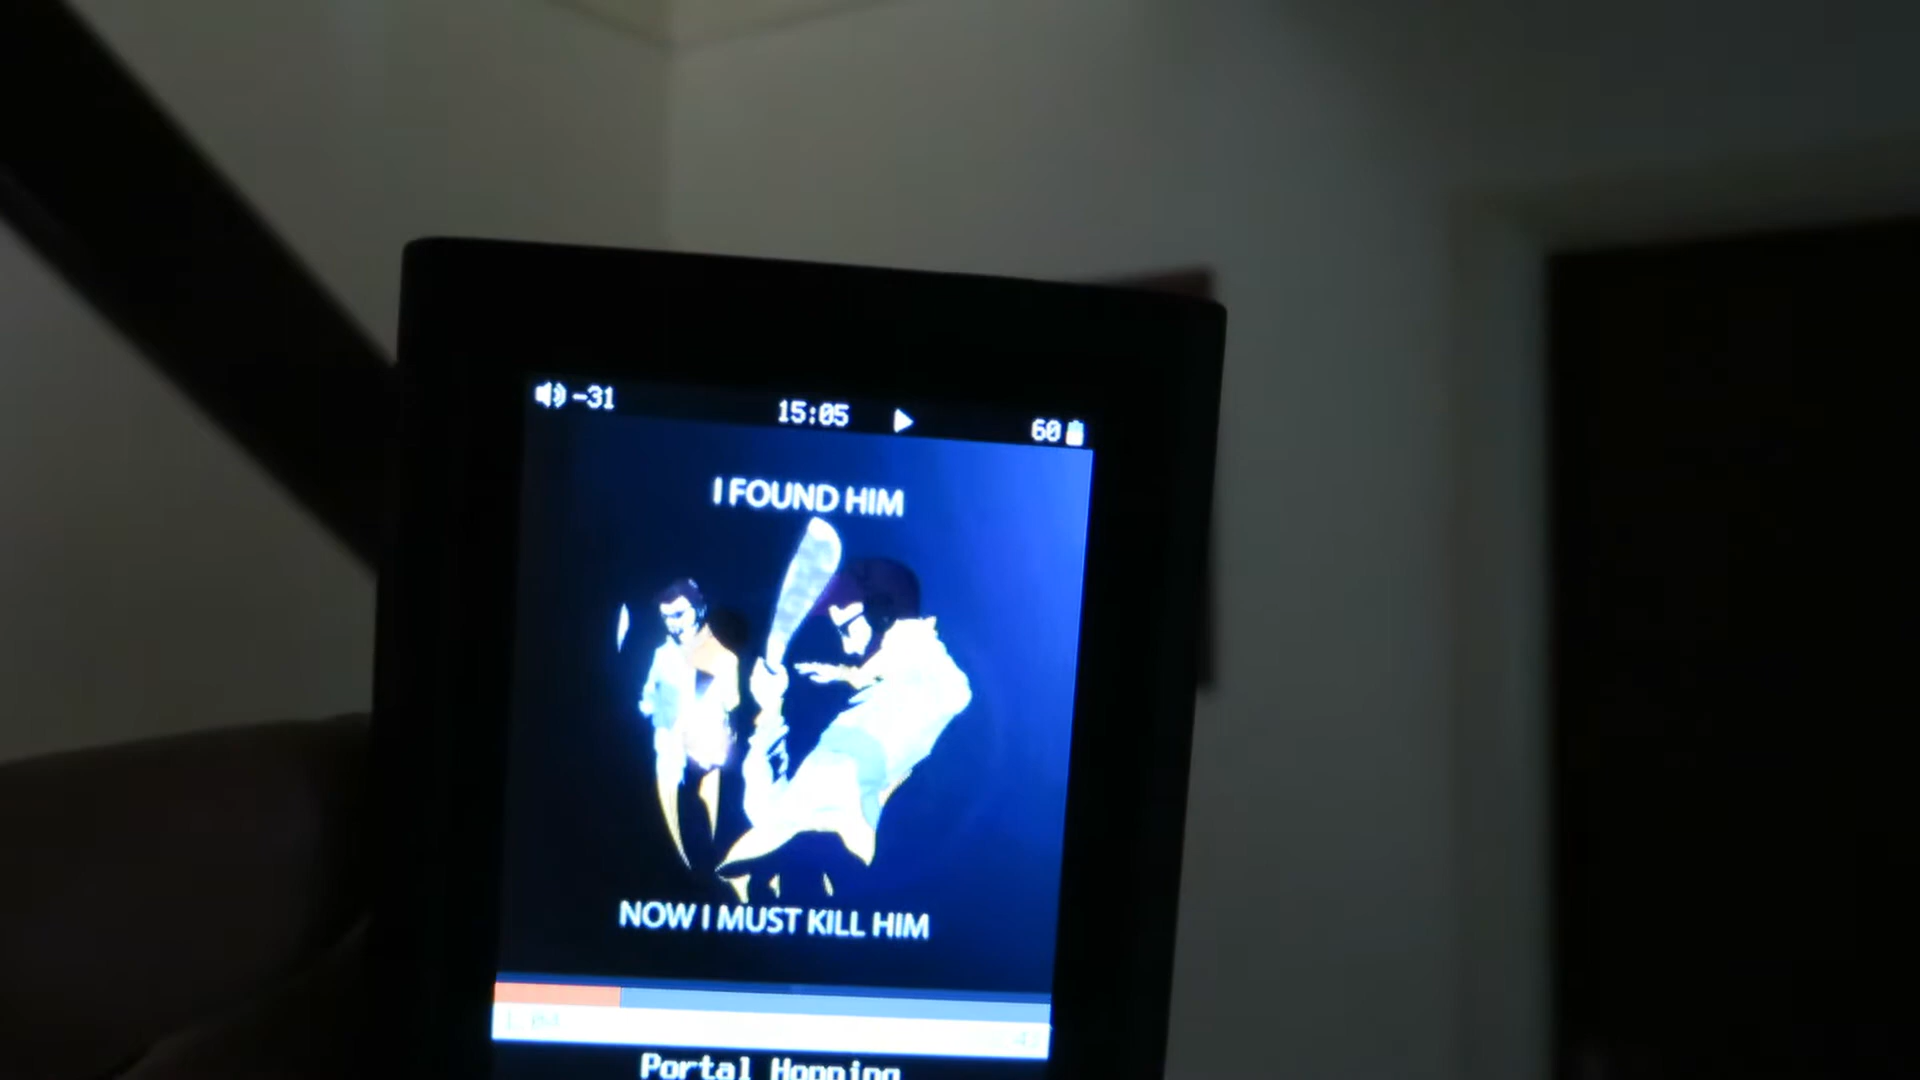 -31 15:05 60
I FOUND HIM
NOW I MUST KILL HIM
Portal Hopping